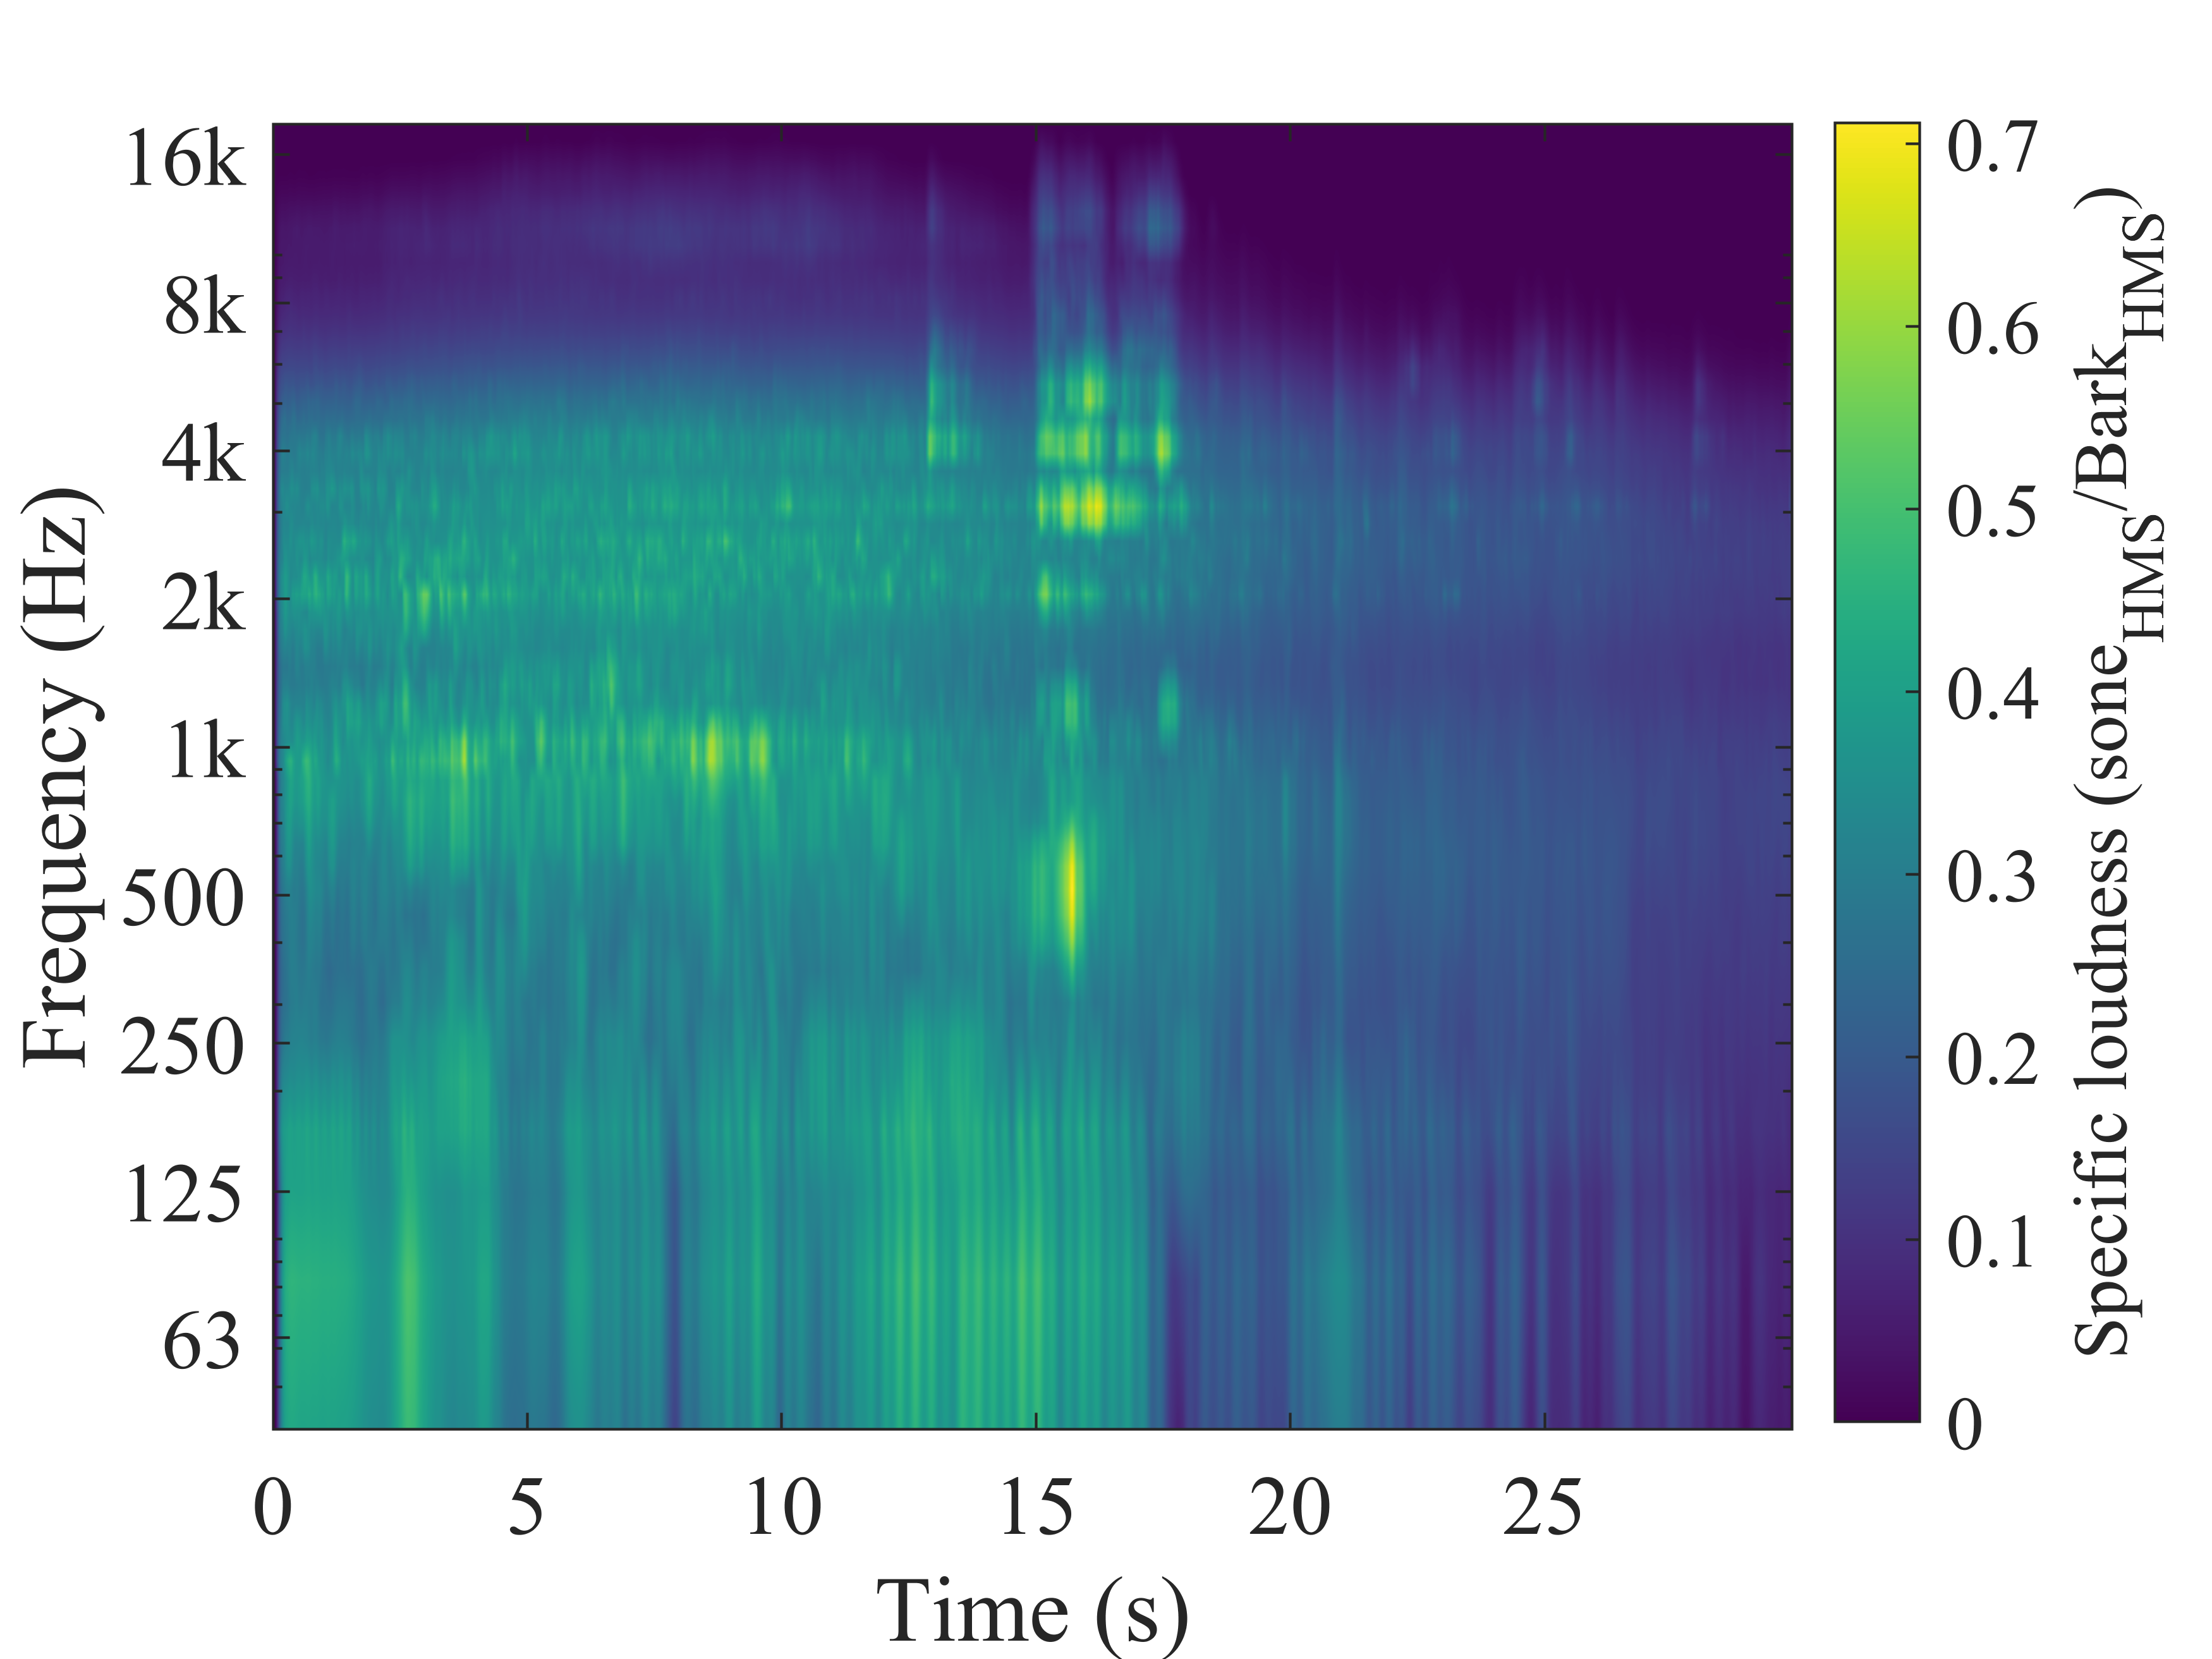 16k
8k
4k
2k
1k
500
250
125
63
Frequency (Hz)
0 5 10 15 20 25
Time (s)
0.7
0.6
0.5
0.4
0.3
0.2
0.1
0
Specific loudness (sone_HMS/Bark_HMS)